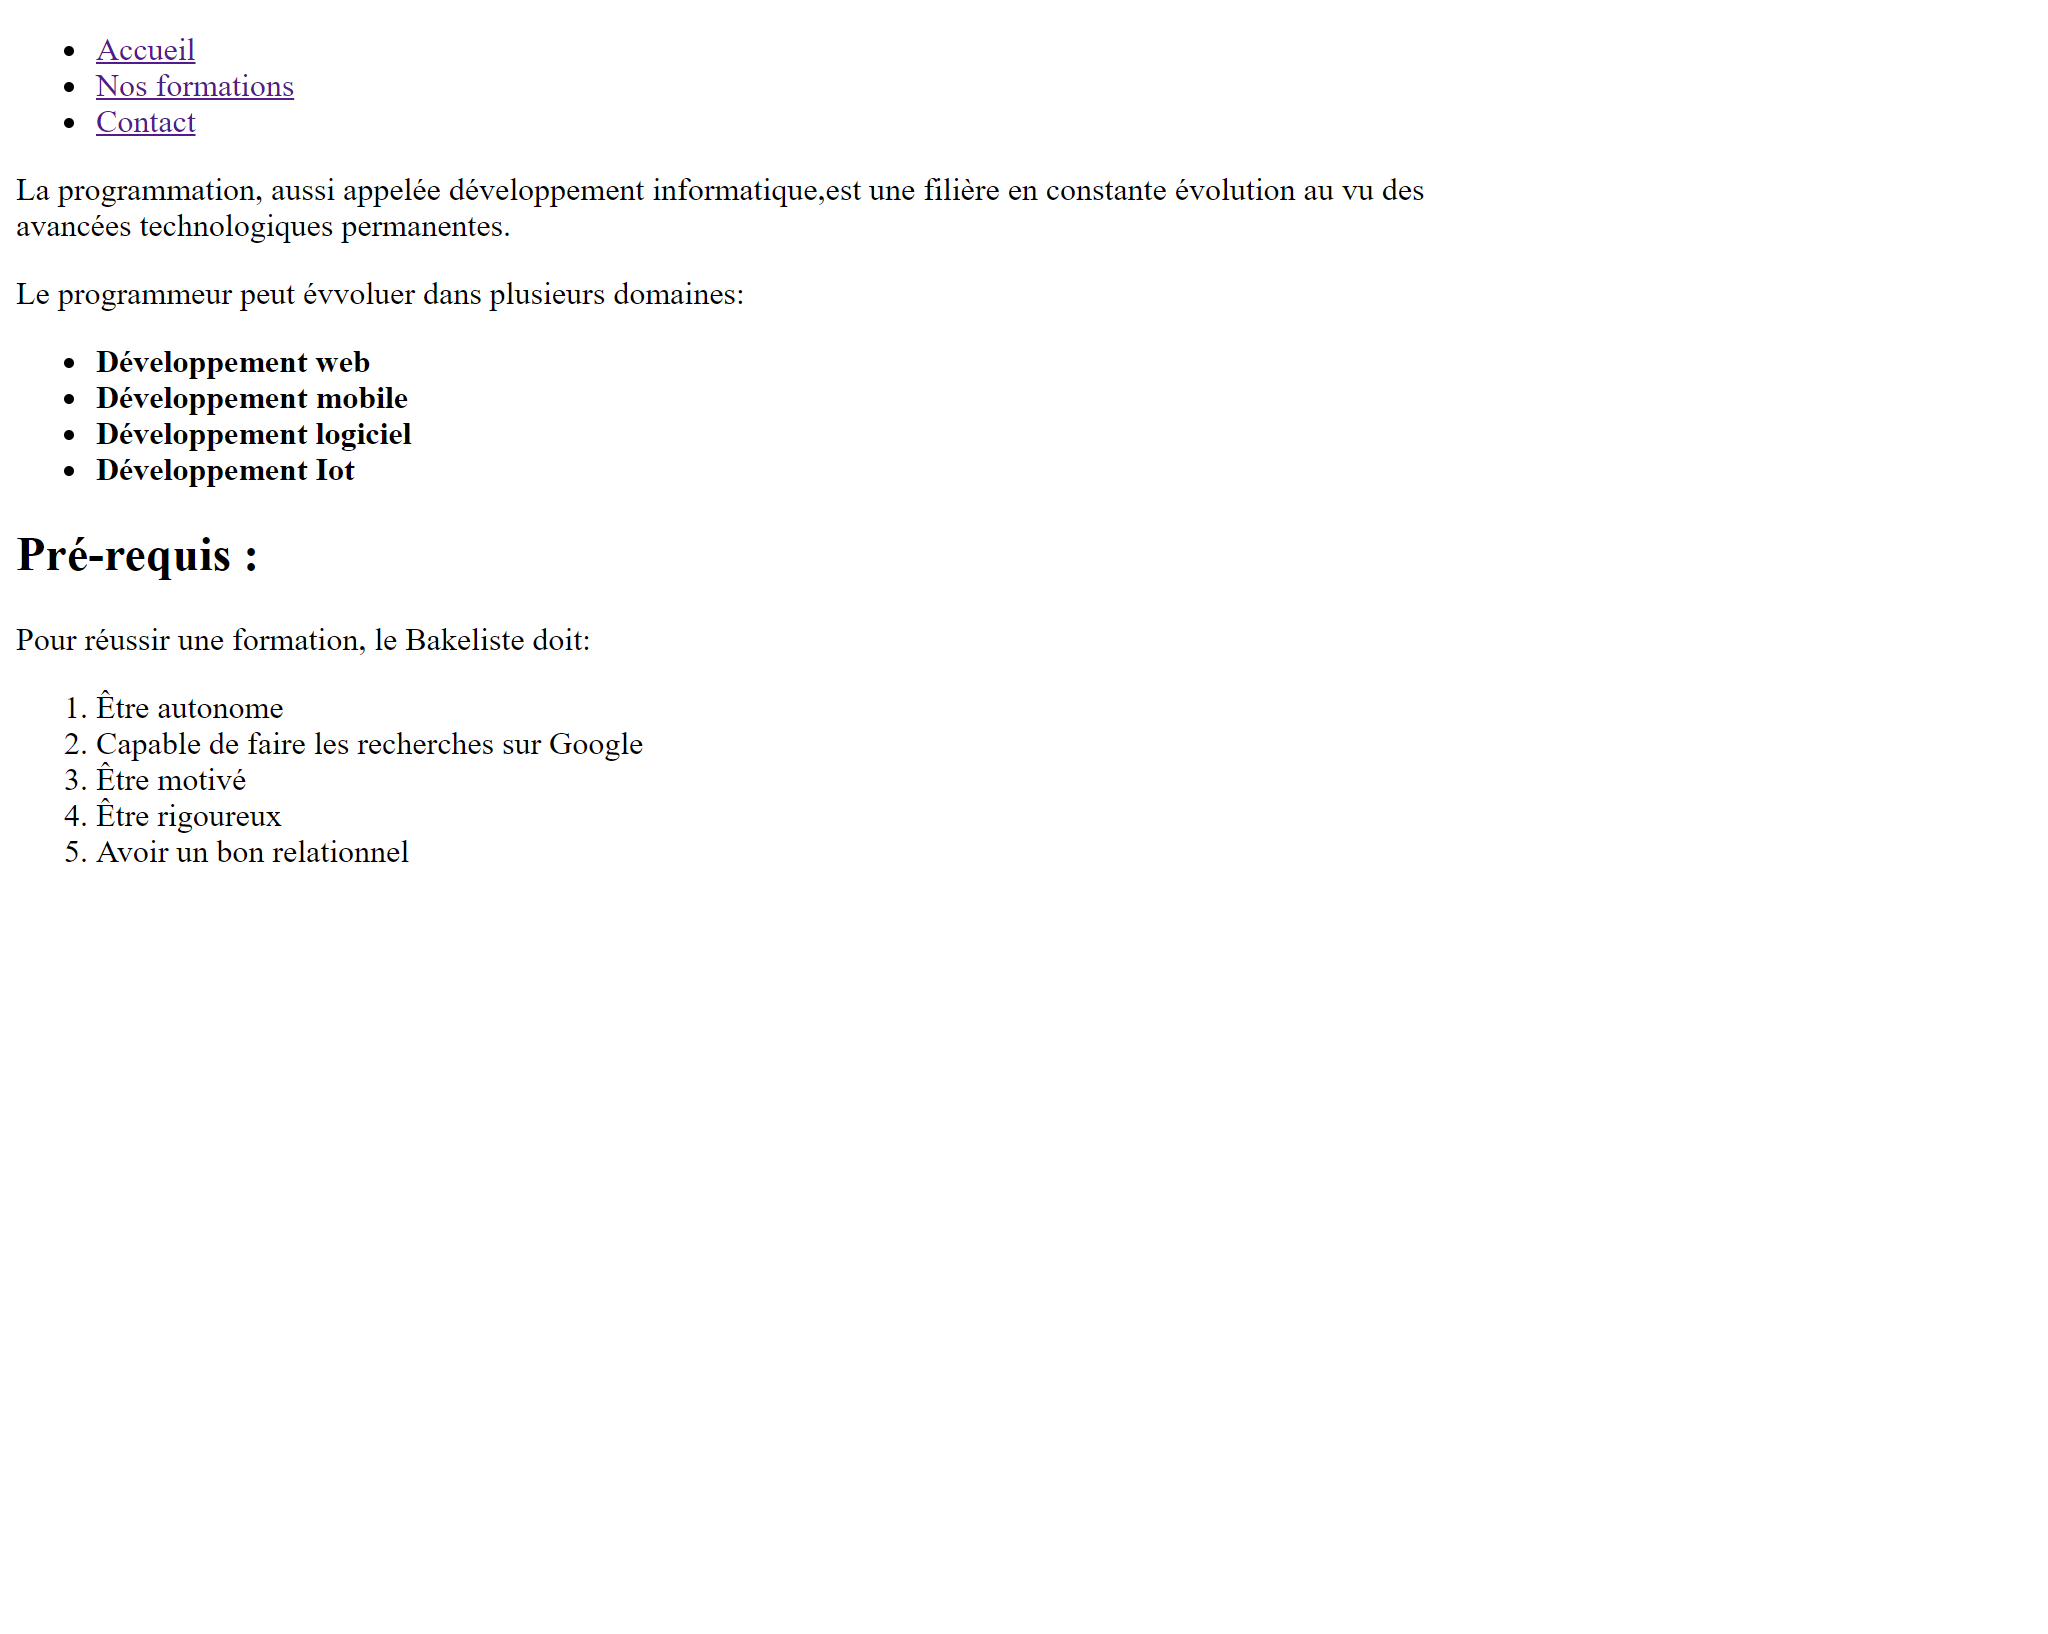 Accueil
Nos formations
Contact
La programmation, aussi appelée développement informatique,est une filière en constante évolution au vu des
avancées technologiques permanentes.
Le programmeur peut évvoluer dans plusieurs domaines:
Développement web
Développement mobile
Développement logiciel
Développement Iot
Pré-requis :
Pour réussir une formation, le Bakeliste doit:
1. Être autonome
2. Capable de faire les recherches sur Google
3. Être motivé
4. Être rigoureux
5. Avoir un bon relationnel